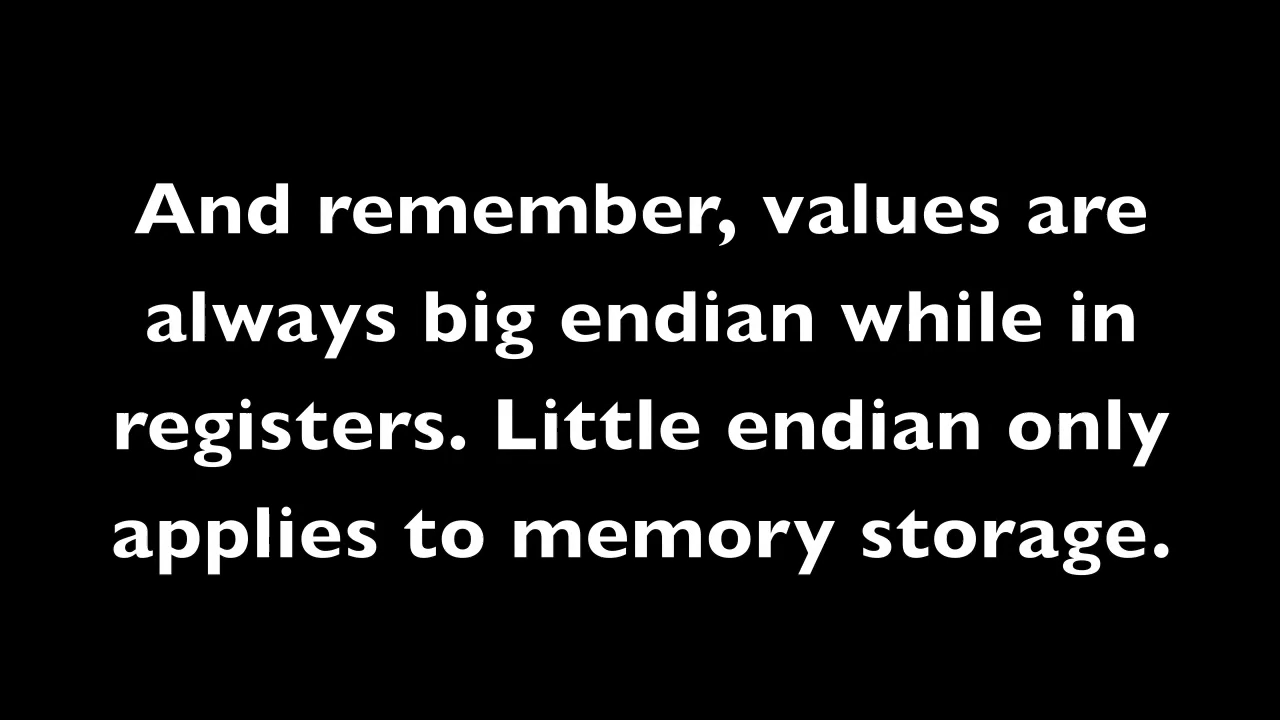 And remember, values are
always big endian while in
registers. Little endian only
applies to memory storage.